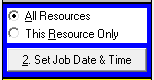 All Resources
This Resource Only
2. Set Job Date & Time